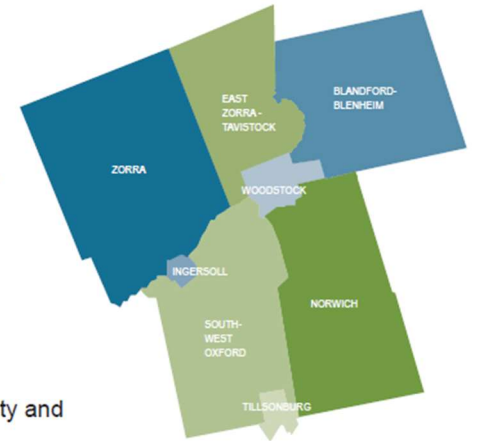 EAST
ZORRA -
TAVISTOCK
BLANDFORD-
BLENHEIM
ZORRA
WOODSTOCK
INGERSOLL
NORWICH
SOUTH-
WEST
OXFORD
TILLSONBURG
ty and